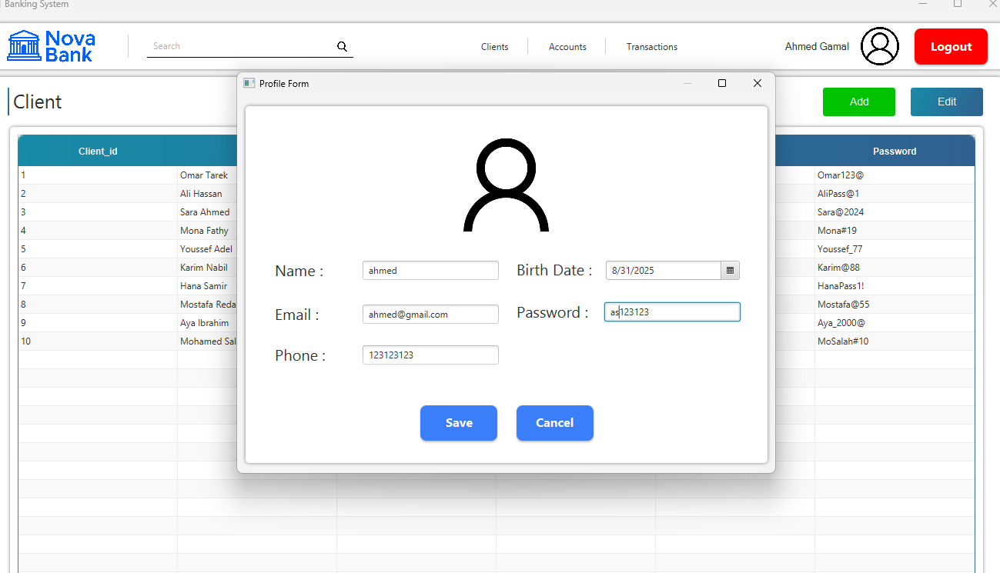 Banking System
Nova
Bank
Search
Clients
Accounts
Transactions
Ahmed Gamal
Logout
Client
Add
Edit
Profile Form
Name :
ahmed
Birth Date :
8/31/2025
Email :
ahmed@gmail.com
Password :
as123123
Phone :
123123123
Save
Cancel
Client_id Password
1 Omar Tarek Omar123@
2 Ali Hassan AliPass@1
3 Sara Ahmed Sara@2024
4 Mona Fathy Mona#19
5 Youssef Adel Youssef_77
6 Karim Nabil Karim@88
7 Hana Samir HanaPass1!
8 Mostafa Reda Mostafa@55
9 Aya Ibrahim Aya_2000@
10 Mohamed Sal MoSalah#10